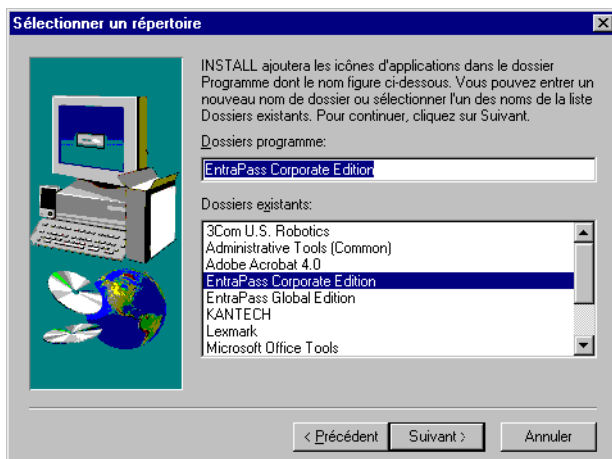 Sélectionner un répertoire
INSTALL ajoutera les icônes d'applications dans le dossier
Programme dont le nom figure ci-dessous. Vous pouvez entrer un
nouveau nom de dossier ou sélectionner l'un des noms de la liste
Dossiers existants. Pour continuer, cliquez sur Suivant.
Dossiers programme:
EntraPass Corporate Edition
Dossiers existants:
3Com U.S. Robotics
Administrative Tools (Common)
Adobe Acrobat 4.0
EntraPass Corporate Edition
EntraPass Global Edition
KANTECH
Lexmark
Microsoft Office Tools
< Précédent
Suivant >
Annuler